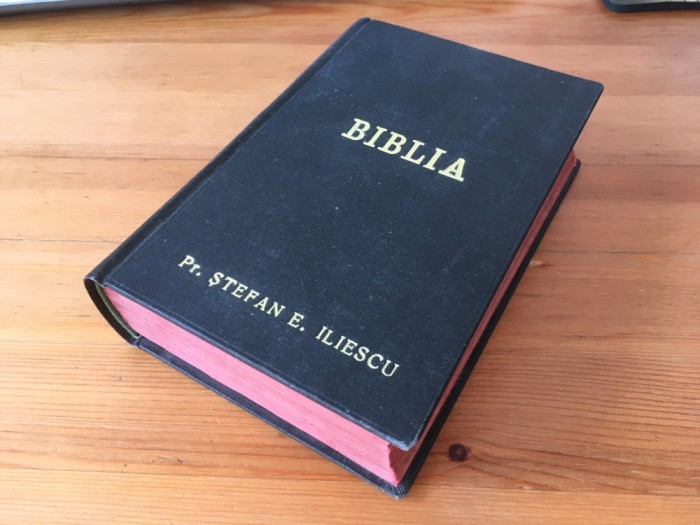 BIBLIA
Pr. ŞTEFAN E. ILIESCU